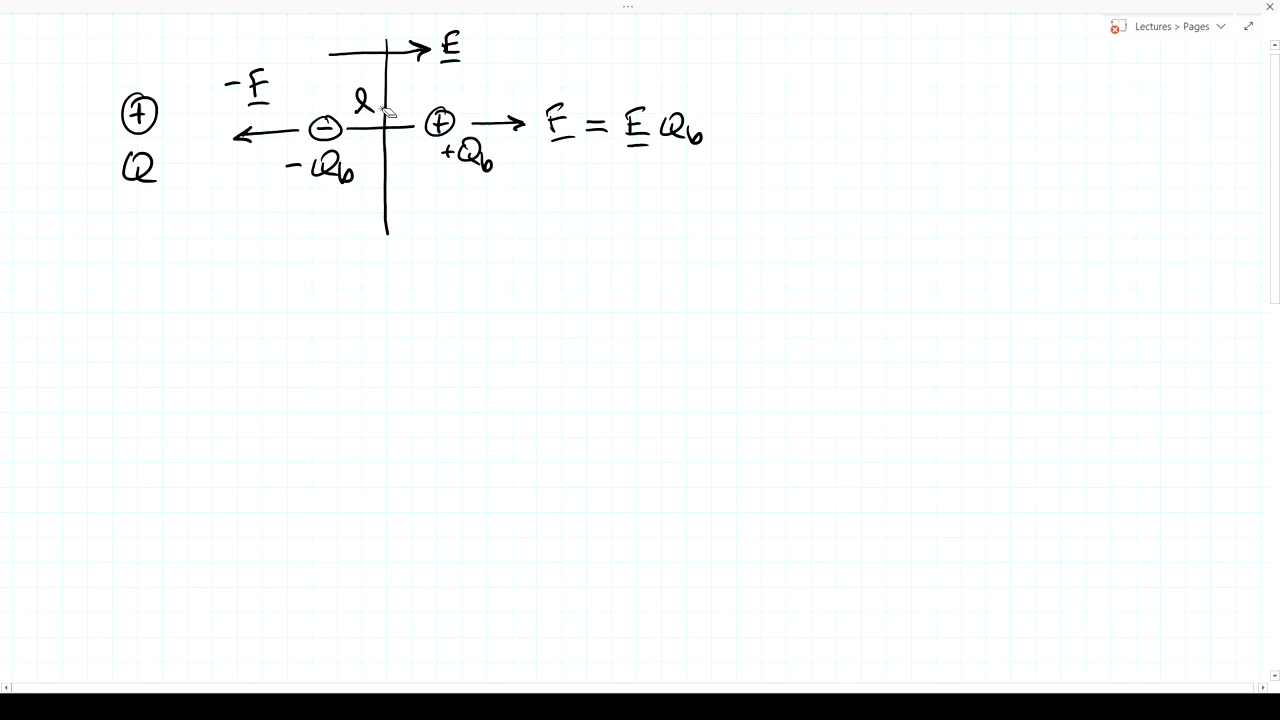 Lectures > Pages
E
- F
l
+
-
+
F = E Q_b
Q
- Q_b
+Q_b